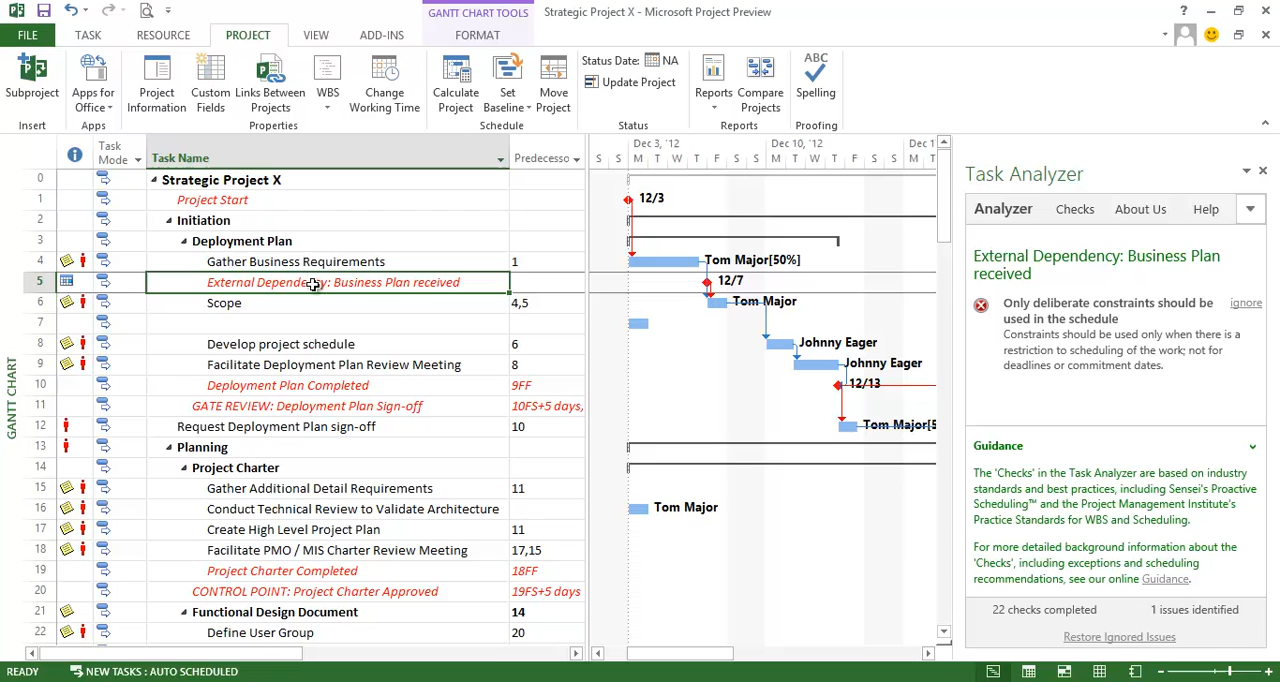 GANTT CHART TOOLS
Strategic Project X - Microsoft Project Preview
FILE
TASK
RESOURCE
PROJECT
VIEW
ADD-INS
FORMAT
Subproject
Apps for
Office
Project
Information
Custom
Fields
Links Between
Projects
WBS
Change
Working Time
Calculate
Project
Set
Baseline
Move
Project
Status Date:
NA
Update Project
Reports
Compare
Projects
ABC
Spelling
Insert
Apps
Properties
Schedule
Status
Reports
Proofing
Task
Mode
Task Name
Predecesso
Dec 3, '12
Dec 10, '12
Dec 1
S S M T W T F S S M T W T F S S M T
0 Strategic Project X
1 Project Start
12/3
2 Initiation
3 Deployment Plan
4 Gather Business Requirements 1
Tom Major[50%]
5 External Dependency: Business Plan received
12/7
6 Scope 4,5
Tom Major
7
8 Develop project schedule 6
Johnny Eager
9 Facilitate Deployment Plan Review Meeting 8
Johnny Eager
10 Deployment Plan Completed 9FF
12/13
11 GATE REVIEW: Deployment Plan Sign-off 10FS+5 days,
12 Request Deployment Plan sign-off 10
Tom Major[5
13 Planning
14 Project Charter
15 Gather Additional Detail Requirements 11
16 Conduct Technical Review to Validate Architecture
Tom Major
17 Create High Level Project Plan 11
18 Facilitate PMO / MIS Charter Review Meeting 17,15
19 Project Charter Completed 18FF
20 CONTROL POINT: Project Charter Approved 19FS+5 days
21 Functional Design Document 14
22 Define User Group 20
GANTT CHART
Task Analyzer
Analyzer
Checks
About Us
Help
External Dependency: Business Plan
received
Only deliberate constraints should be
used in the schedule
ignore
Constraints should be used only when there is a
restriction to scheduling of the work; not for
deadlines or commitment dates.
Guidance
The 'Checks' in the Task Analyzer are based on industry
standards and best practices, including Sensei's Proactive
Scheduling™ and the Project Management Institute's
Practice Standards for WBS and Scheduling.
For more detailed background information about the
'Checks', including exceptions and scheduling
recommendations, see our online Guidance.
22 checks completed
1 issues identified
Restore Ignored Issues
READY
NEW TASKS : AUTO SCHEDULED